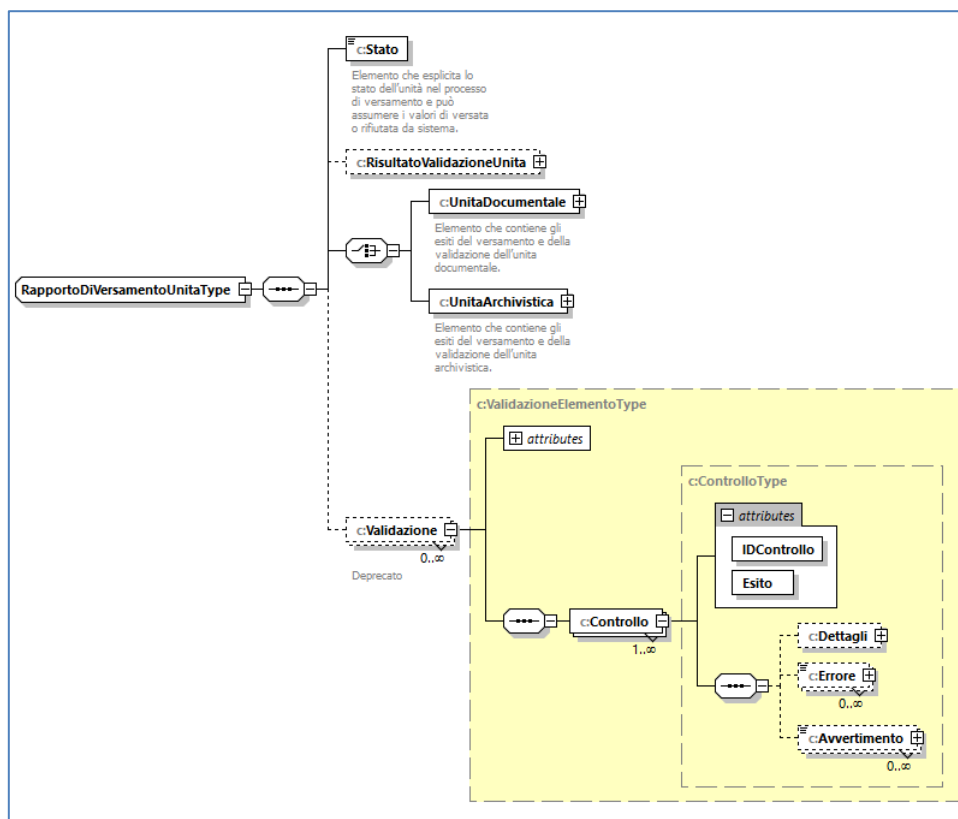 c:Stato
Elemento che esplicita lo
stato dell'unità nel processo
di versamento e può
assumere i valori di versata
o rifiutata da sistema.
c:RisultatoValidazioneUnita
c:UnitaDocumentale
Elemento che contiene gli
esiti del versamento e della
validazione dell'unita
documentale.
RapportoDiVersamentoUnitaType
c:UnitaArchivistica
Elemento che contiene gli
esiti del versamento e della
validazione dell'unita
archivistica.
c:ValidazioneElementoType
attributes
c:ControlloType
attributes
IDControllo
Esito
c:Validazione
0..∞
Deprecato
c:Controllo
1..∞
c:Dettagli
c:Errore
0..∞
c:Avvertimento
0..∞